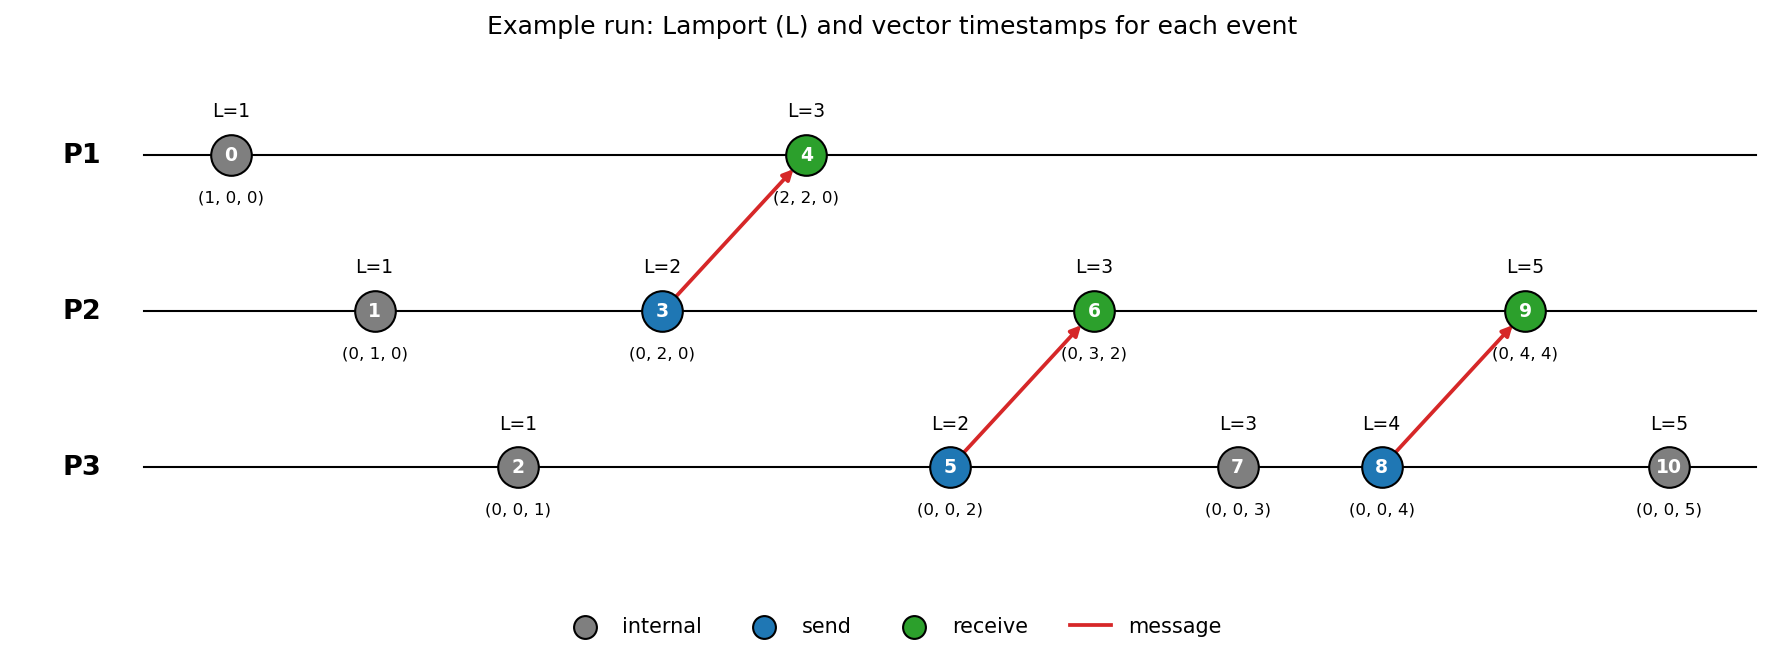 Example run: Lamport (L) and vector timestamps for each event
L=1 L=3
P1 0 4
(1, 0, 0) (2, 2, 0)
L=1 L=2 L=3 L=5
P2 1 3 6 9
(0, 1, 0) (0, 2, 0) (0, 3, 2) (0, 4, 4)
L=1 L=2 L=3 L=4 L=5
P3 2 5 7 8 10
(0, 0, 1) (0, 0, 2) (0, 0, 3) (0, 0, 4) (0, 0, 5)
internal send receive message